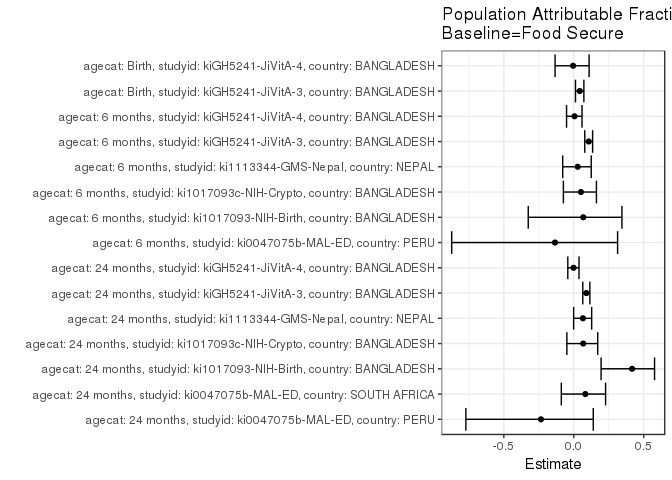 Population Attributable Fracti
Baseline=Food Secure
agecat: Birth, studyid: kiGH5241-JiVitA-4, country: BANGLADESH
agecat: Birth, studyid: kiGH5241-JiVitA-3, country: BANGLADESH
agecat: 6 months, studyid: kiGH5241-JiVitA-4, country: BANGLADESH
agecat: 6 months, studyid: kiGH5241-JiVitA-3, country: BANGLADESH
agecat: 6 months, studyid: ki1113344-GMS-Nepal, country: NEPAL
agecat: 6 months, studyid: ki1017093c-NIH-Crypto, country: BANGLADESH
agecat: 6 months, studyid: ki1017093-NIH-Birth, country: BANGLADESH
agecat: 6 months, studyid: ki0047075b-MAL-ED, country: PERU
agecat: 24 months, studyid: kiGH5241-JiVitA-4, country: BANGLADESH
agecat: 24 months, studyid: kiGH5241-JiVitA-3, country: BANGLADESH
agecat: 24 months, studyid: ki1113344-GMS-Nepal, country: NEPAL
agecat: 24 months, studyid: ki1017093c-NIH-Crypto, country: BANGLADESH
agecat: 24 months, studyid: ki1017093-NIH-Birth, country: BANGLADESH
agecat: 24 months, studyid: ki0047075b-MAL-ED, country: SOUTH AFRICA
agecat: 24 months, studyid: ki0047075b-MAL-ED, country: PERU
-0.5 0.0 0.5
Estimate